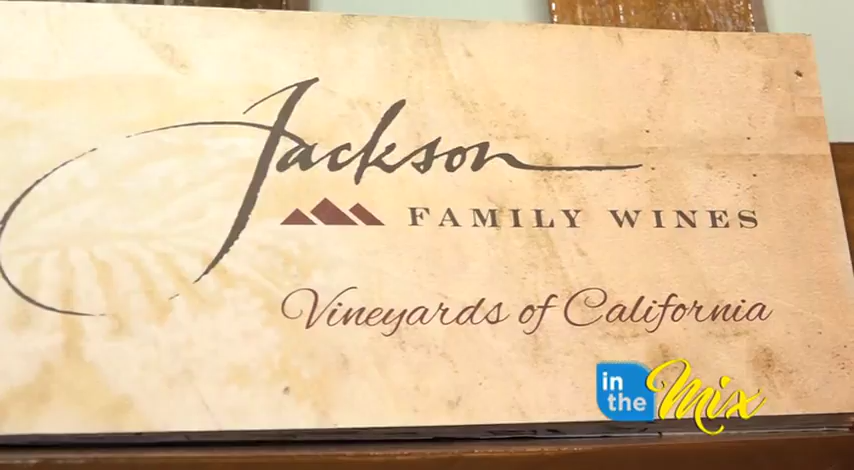 Jackson
FAMILY WINES
Vineyards of California
in
the Mix